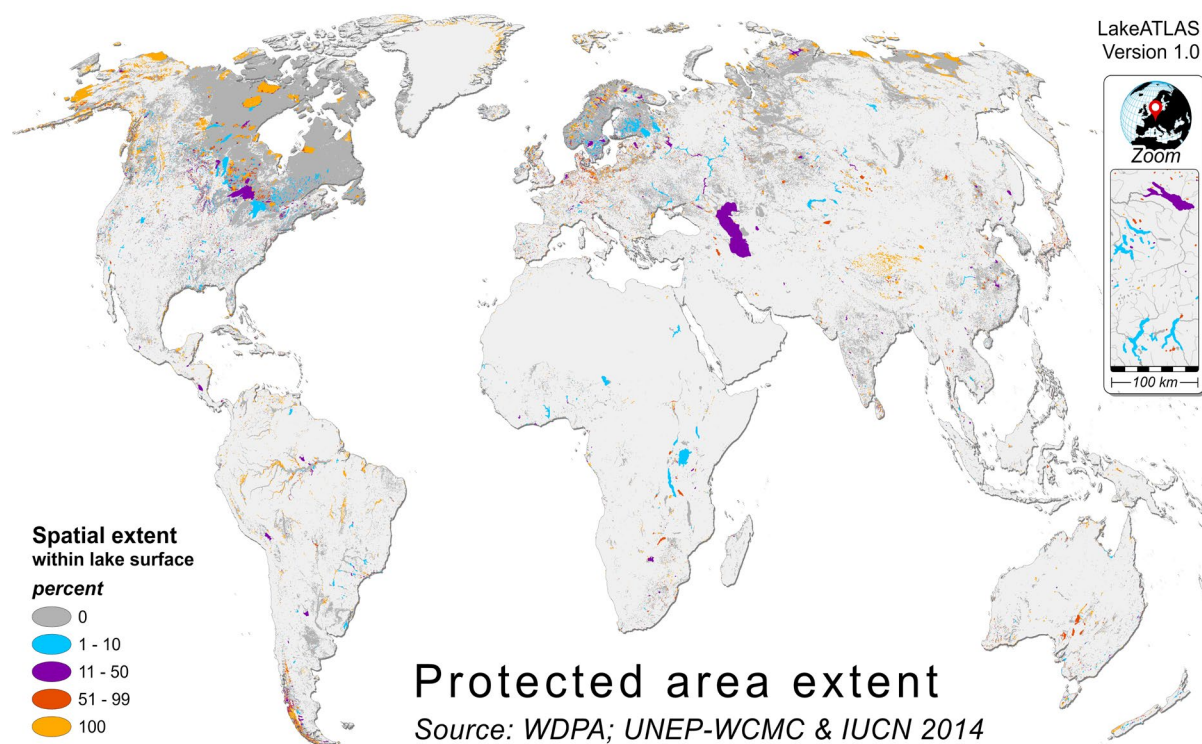 LakeATLAS
Version 1.0
Zoom
100 km
Spatial extent
within lake surface
percent
0
1 - 10
11 - 50
51 - 99
100
Protected area extent
Source: WDPA; UNEP-WCMC & IUCN 2014